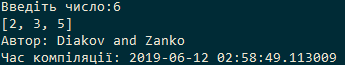 Введіть число:6
[2, 3, 5]
Автор: Diakov and Zanko
Час компіляції: 2019-06-12 02:58:49.113009